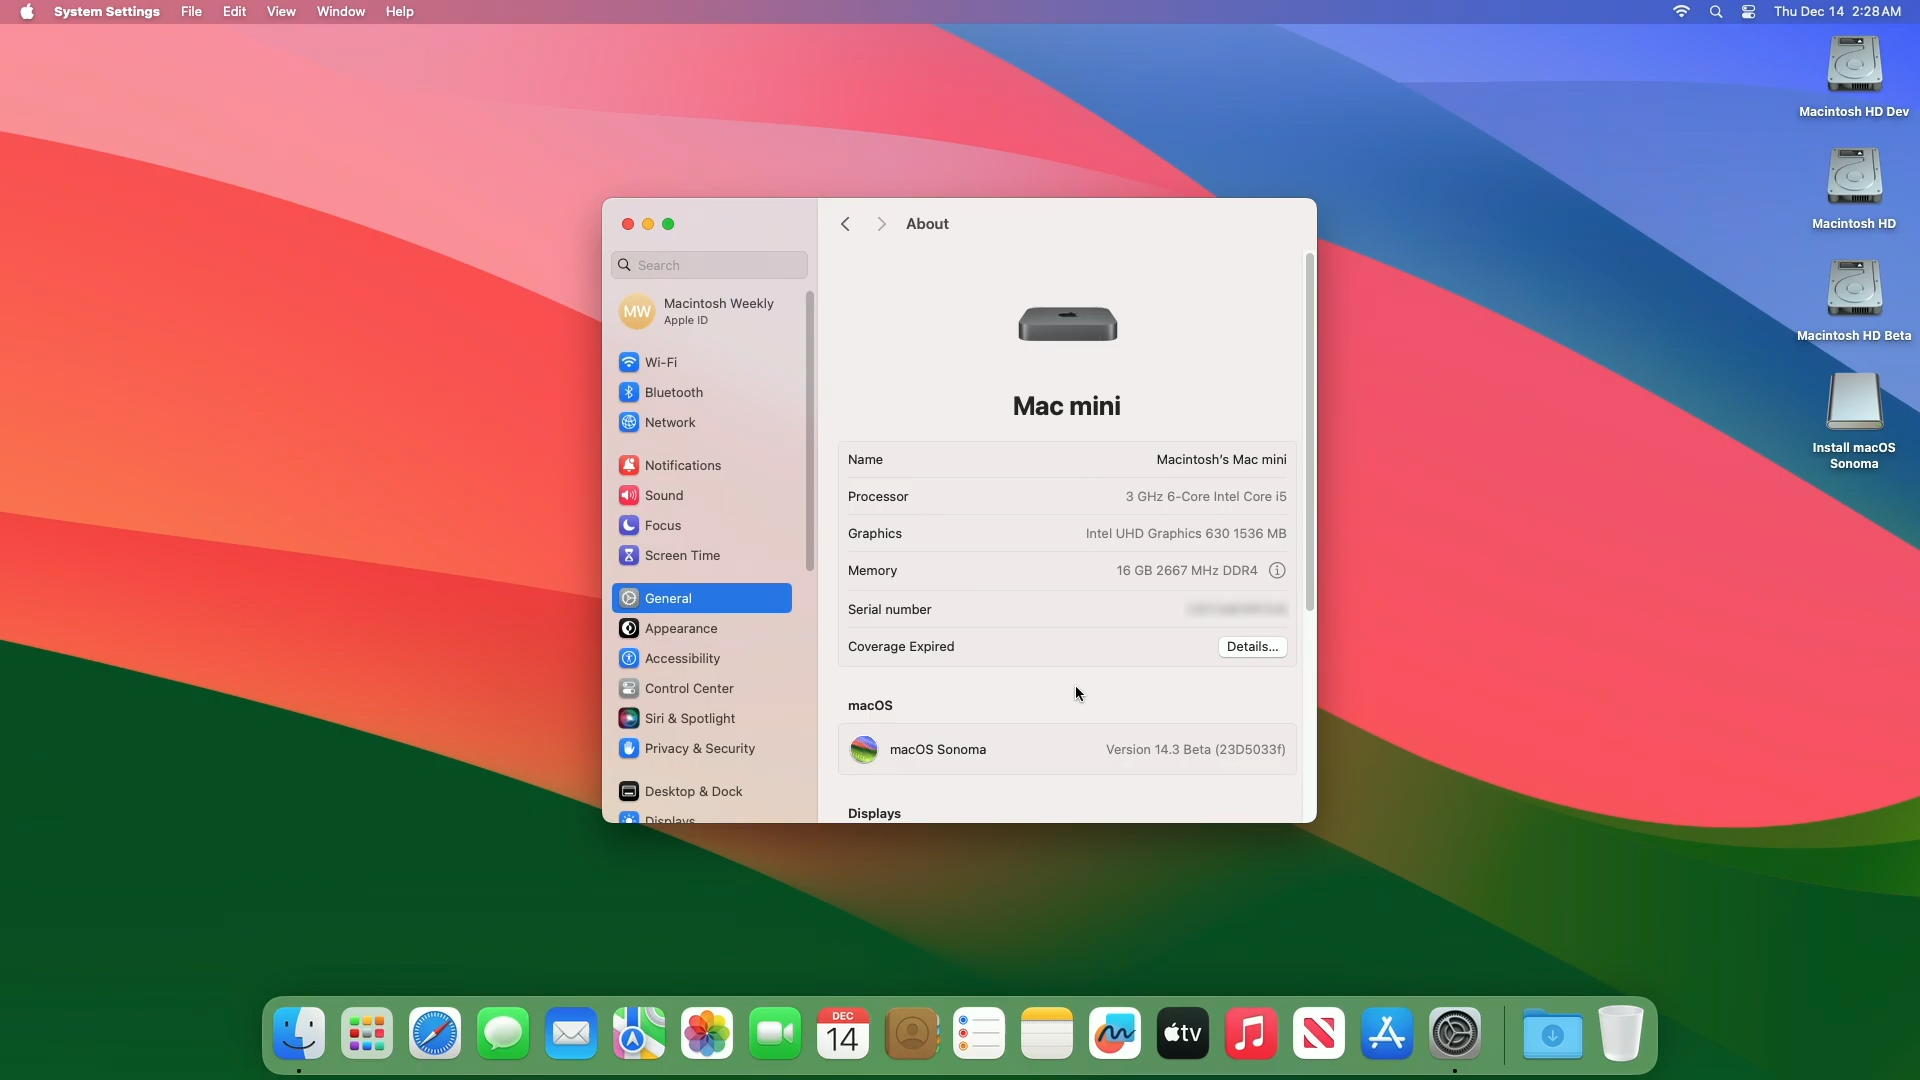 System Settings File Edit View Window Help
Thu Dec 14 2:28 AM
Macintosh HD Dev
Macintosh HD
Macintosh HD Beta
Install macOS
Sonoma
About
Search
MW
Macintosh Weekly
Apple ID
Wi-Fi
Bluetooth
Network
Notifications
Sound
Focus
Screen Time
General
Appearance
Accessibility
Control Center
Siri & Spotlight
Privacy & Security
Desktop & Dock
Displays
Mac mini
Name Macintosh's Mac mini
Processor 3 GHz 6-Core Intel Core i5
Graphics Intel UHD Graphics 630 1536 MB
Memory 16 GB 2667 MHz DDR4
Serial number
Coverage Expired Details...
macOS
macOS Sonoma Version 14.3 Beta (23D5033f)
Displays
DEC
14
tv